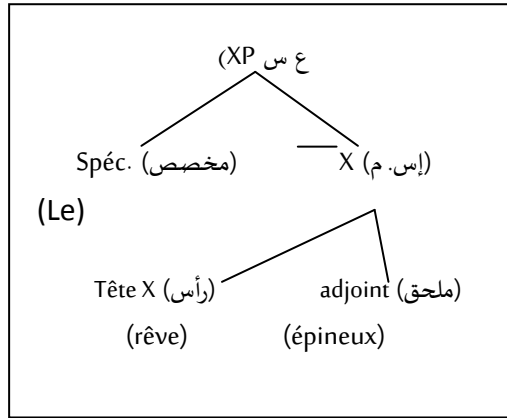 ع س XP)
Spéc. (مخصص) X (إس. م)
(Le)
Tête X (رأس) adjoint (ملحق)
(rêve) (épineux)